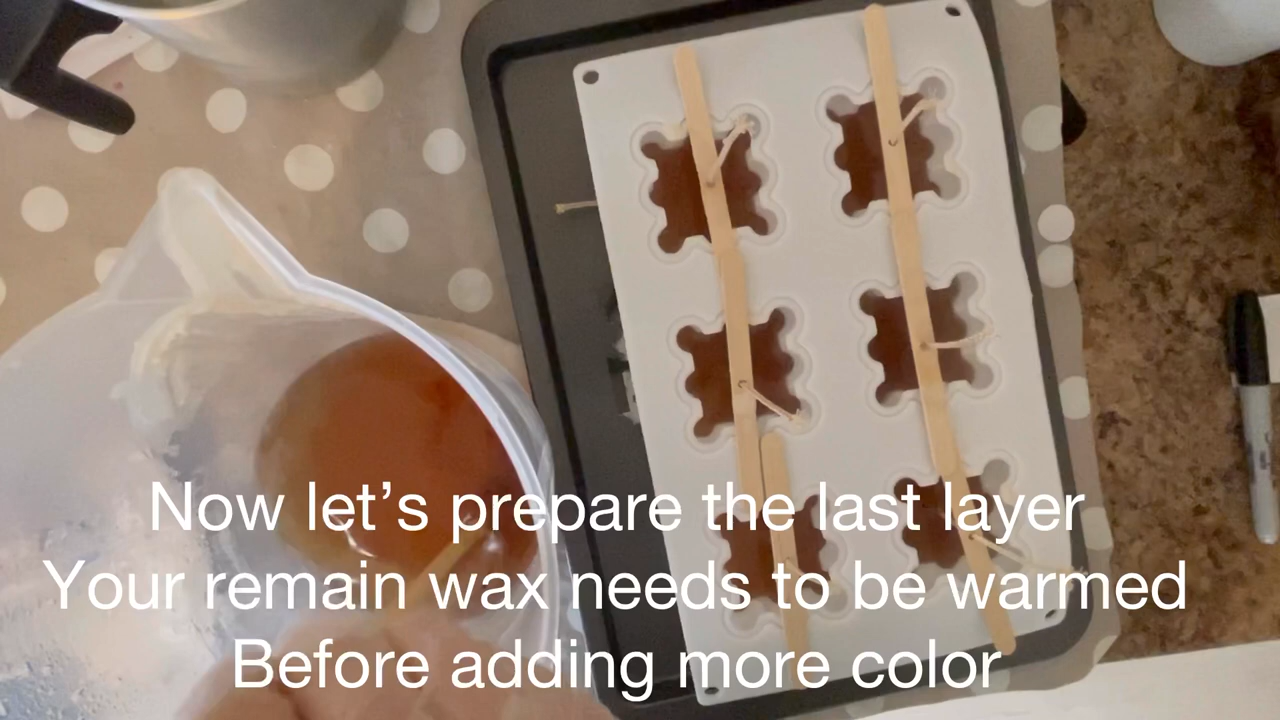 Now let’s prepare the last layer
Your remain wax needs to be warmed
Before adding more color